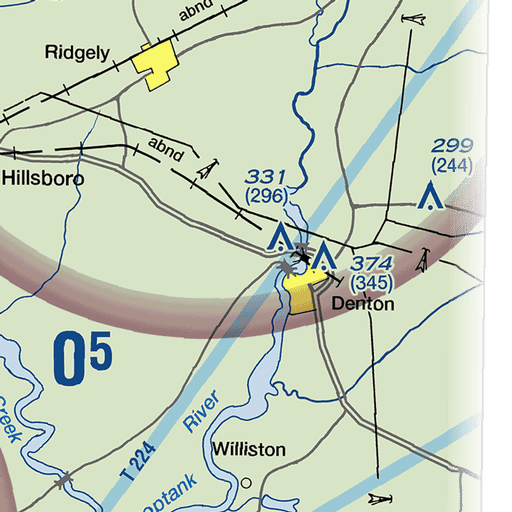 abnd
Ridgely
abnd
299
(244)
Hillsboro
331
(296)
374
(345)
Denton
0⁵
Creek
River
Williston
T 224
optank